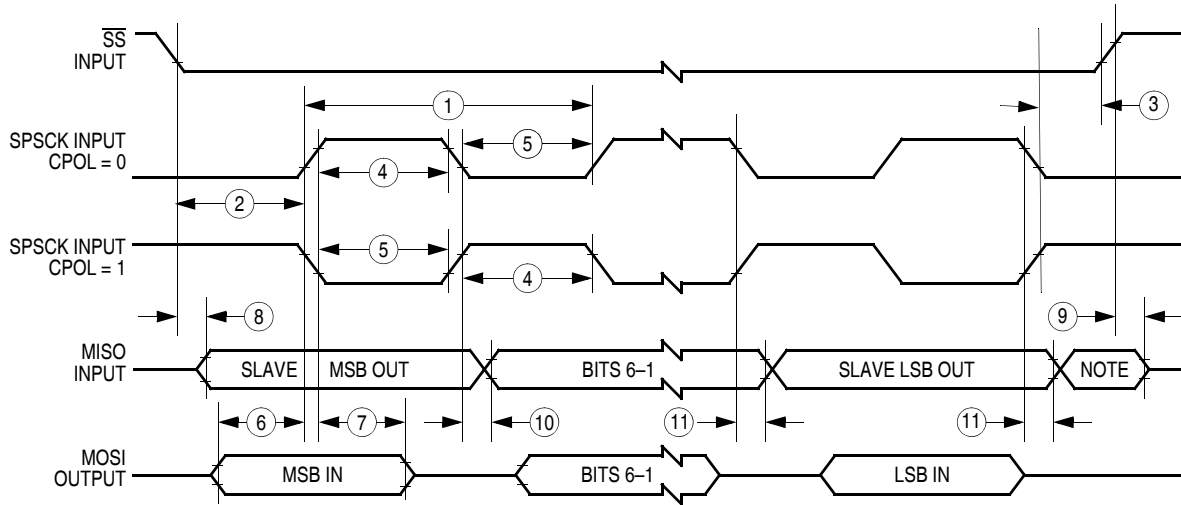 SS
INPUT
1
3
SPSCK INPUT
CPOL = 0
5
4
2
SPSCK INPUT
CPOL = 1
5
4
8
9
MISO
INPUT
SLAVE MSB OUT
BITS 6–1
SLAVE LSB OUT
NOTE
6
7
10
11
11
MOSI
OUTPUT
MSB IN
BITS 6–1
LSB IN